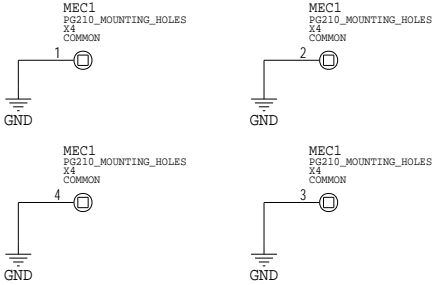 MEC1
PG210_MOUNTING_HOLES
X4
COMMON
1
GND
MEC1
PG210_MOUNTING_HOLES
X4
COMMON
2
GND
MEC1
PG210_MOUNTING_HOLES
X4
COMMON
4
GND
MEC1
PG210_MOUNTING_HOLES
X4
COMMON
3
GND